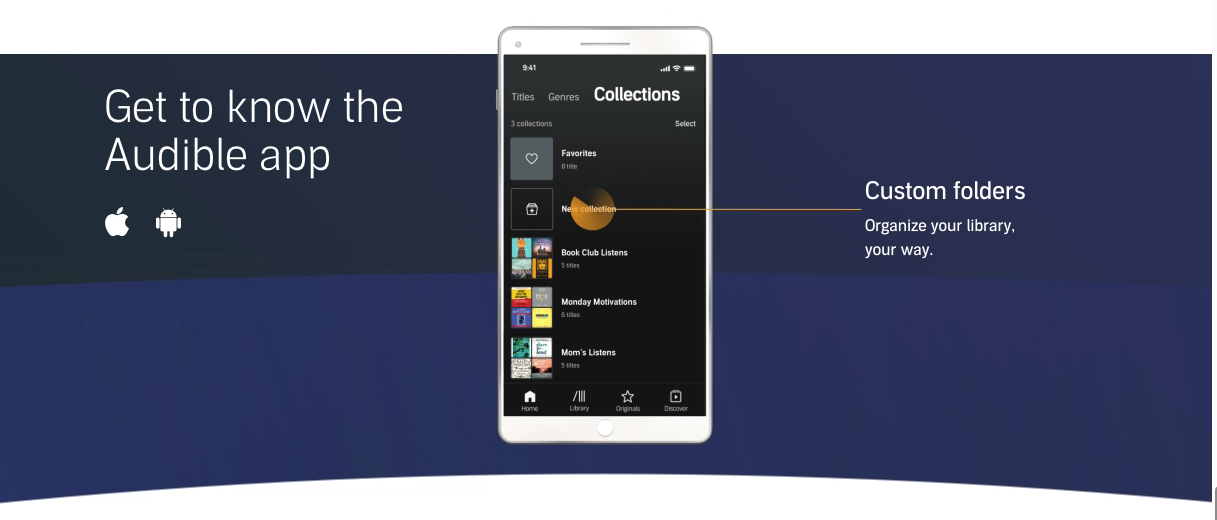 Get to know the
Audible app
9:41
Titles Genres Collections
3 collections Select
Favorites
0 title
New collection
Book Club Listens
5 titles
Monday Motivations
6 titles
Mom's Listens
5 titles
Home Library Originals Discover
Custom folders
Organize your library,
your way.